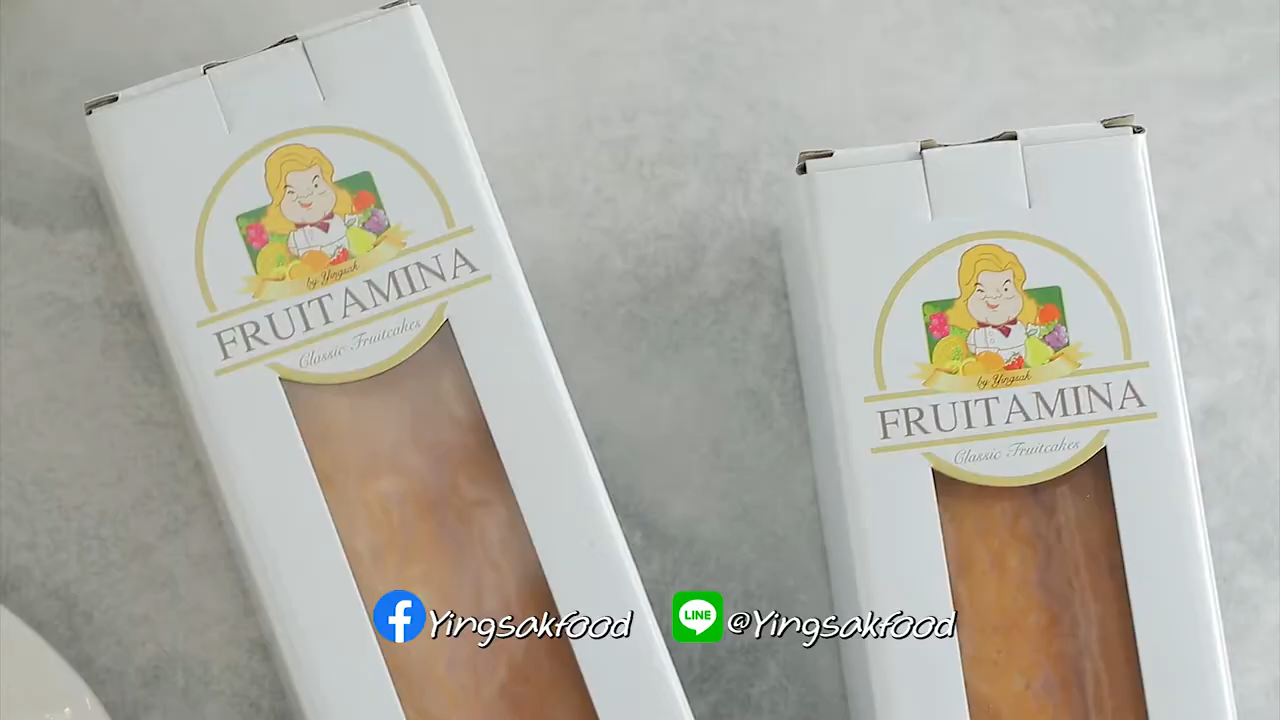 by Yingsak
FRUITAMINA
Classic Fruitcakes
by Yingsak
FRUITAMINA
Classic Fruitcakes
Yingsakfood
LINE
@Yingsakfood